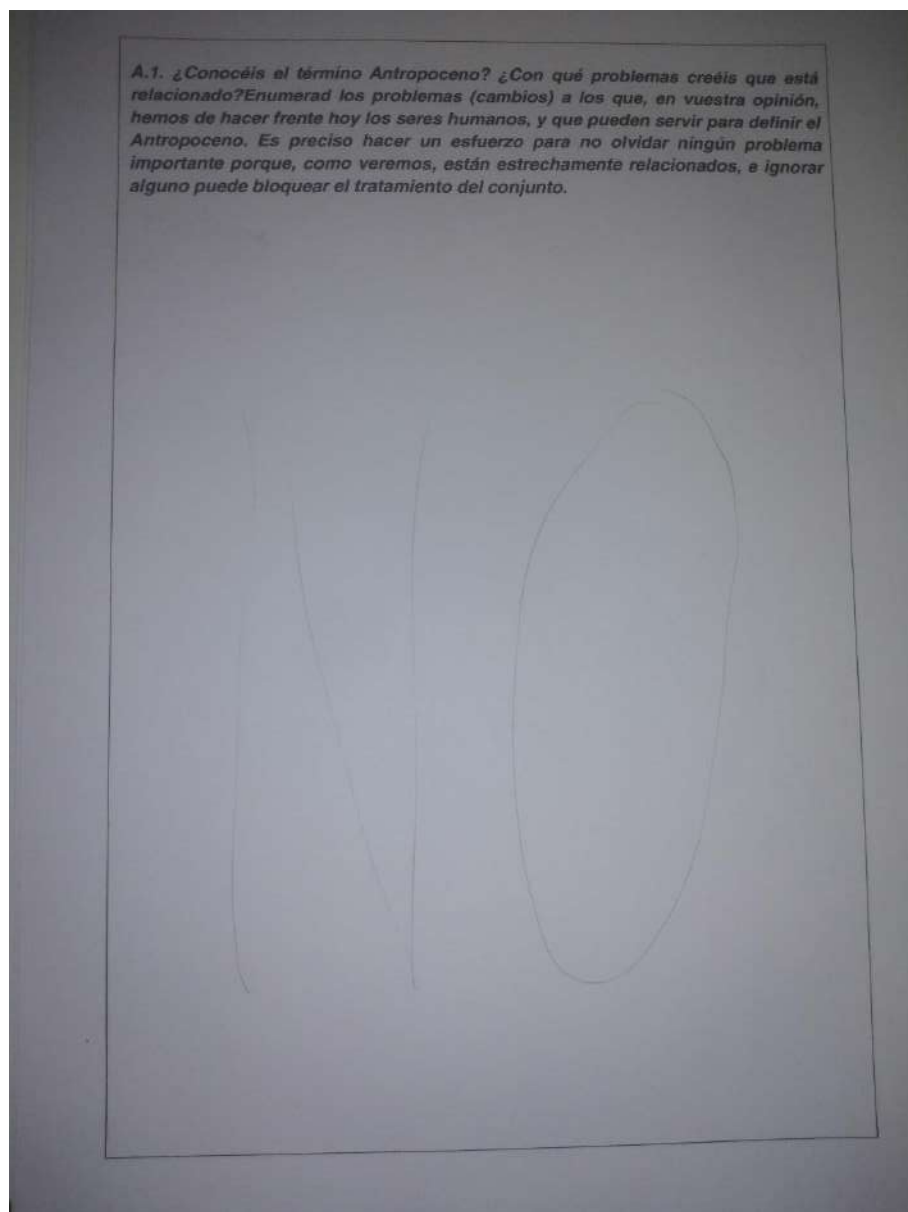 A.1. ¿Conocéis el término Antropoceno? ¿Con qué problemas creéis que está
relacionado?Enumerad los problemas (cambios) a los que, en vuestra opinión,
hemos de hacer frente hoy los seres humanos, y que pueden servir para definir el
Antropoceno. Es preciso hacer un esfuerzo para no olvidar ningún problema
importante porque, como veremos, están estrechamente relacionados, e ignorar
alguno puede bloquear el tratamiento del conjunto.
NO